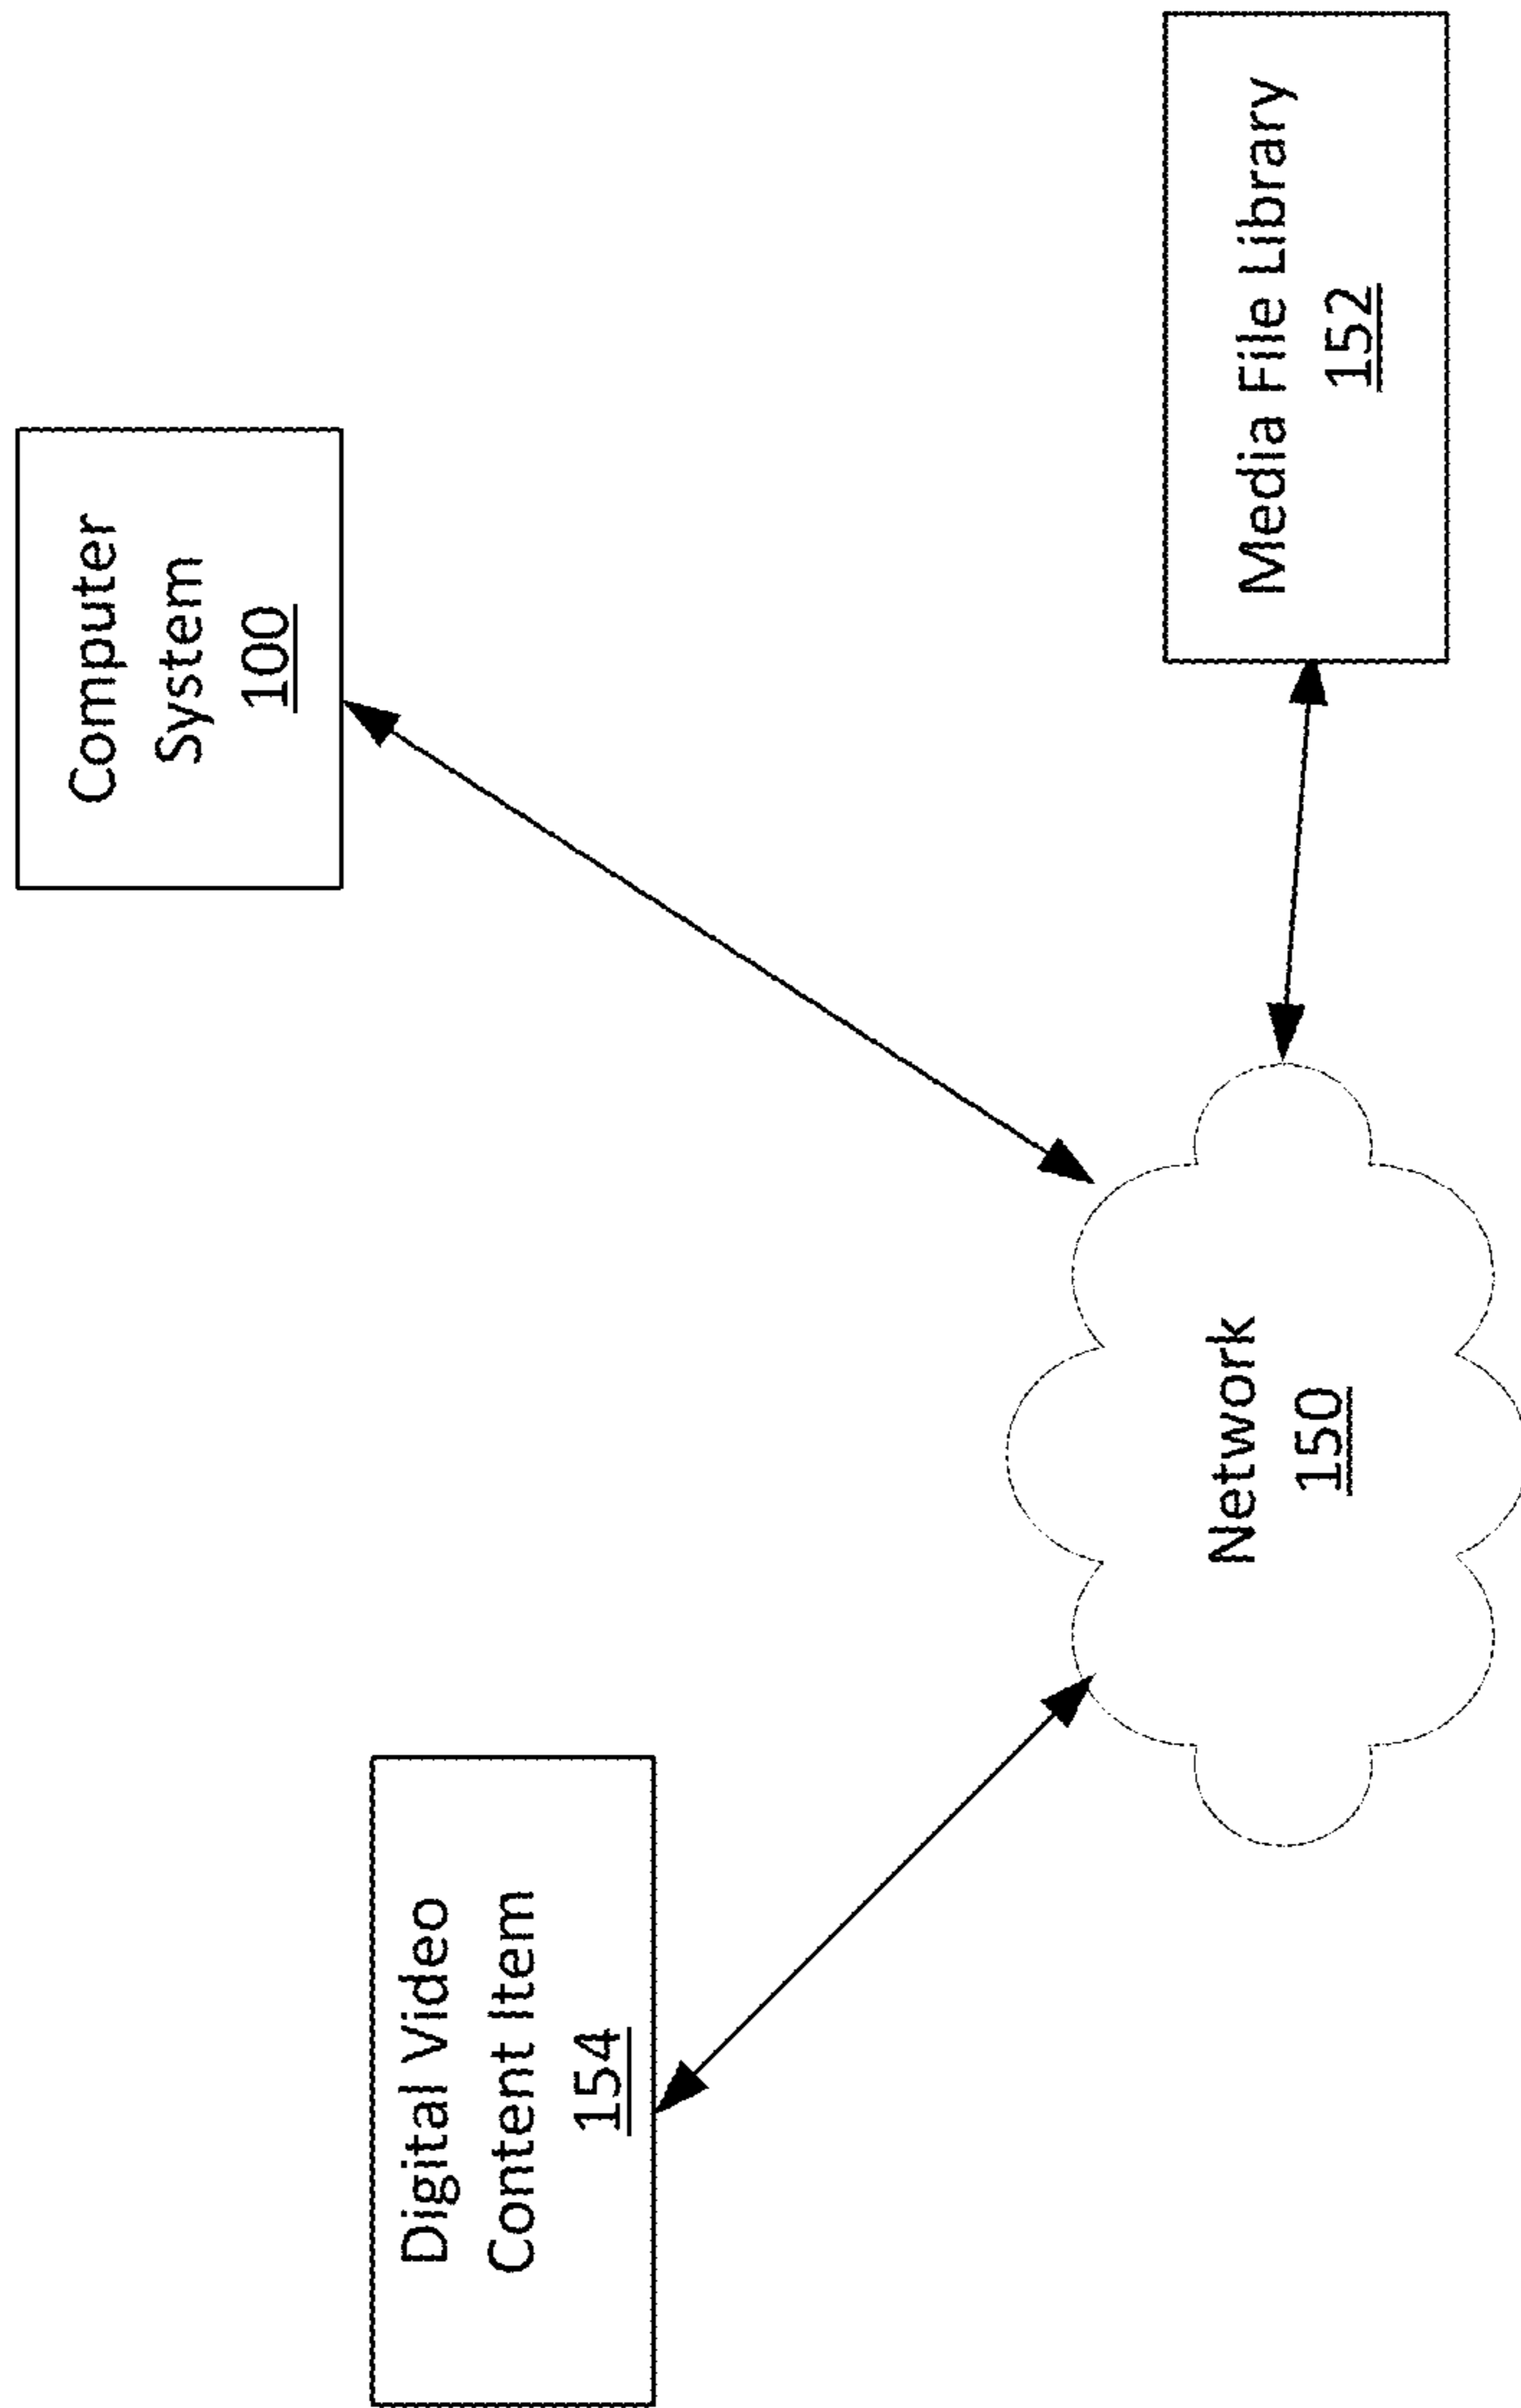 Computer
System
100
Digital Video
Content Item
154
Network
150
Media File Library
152